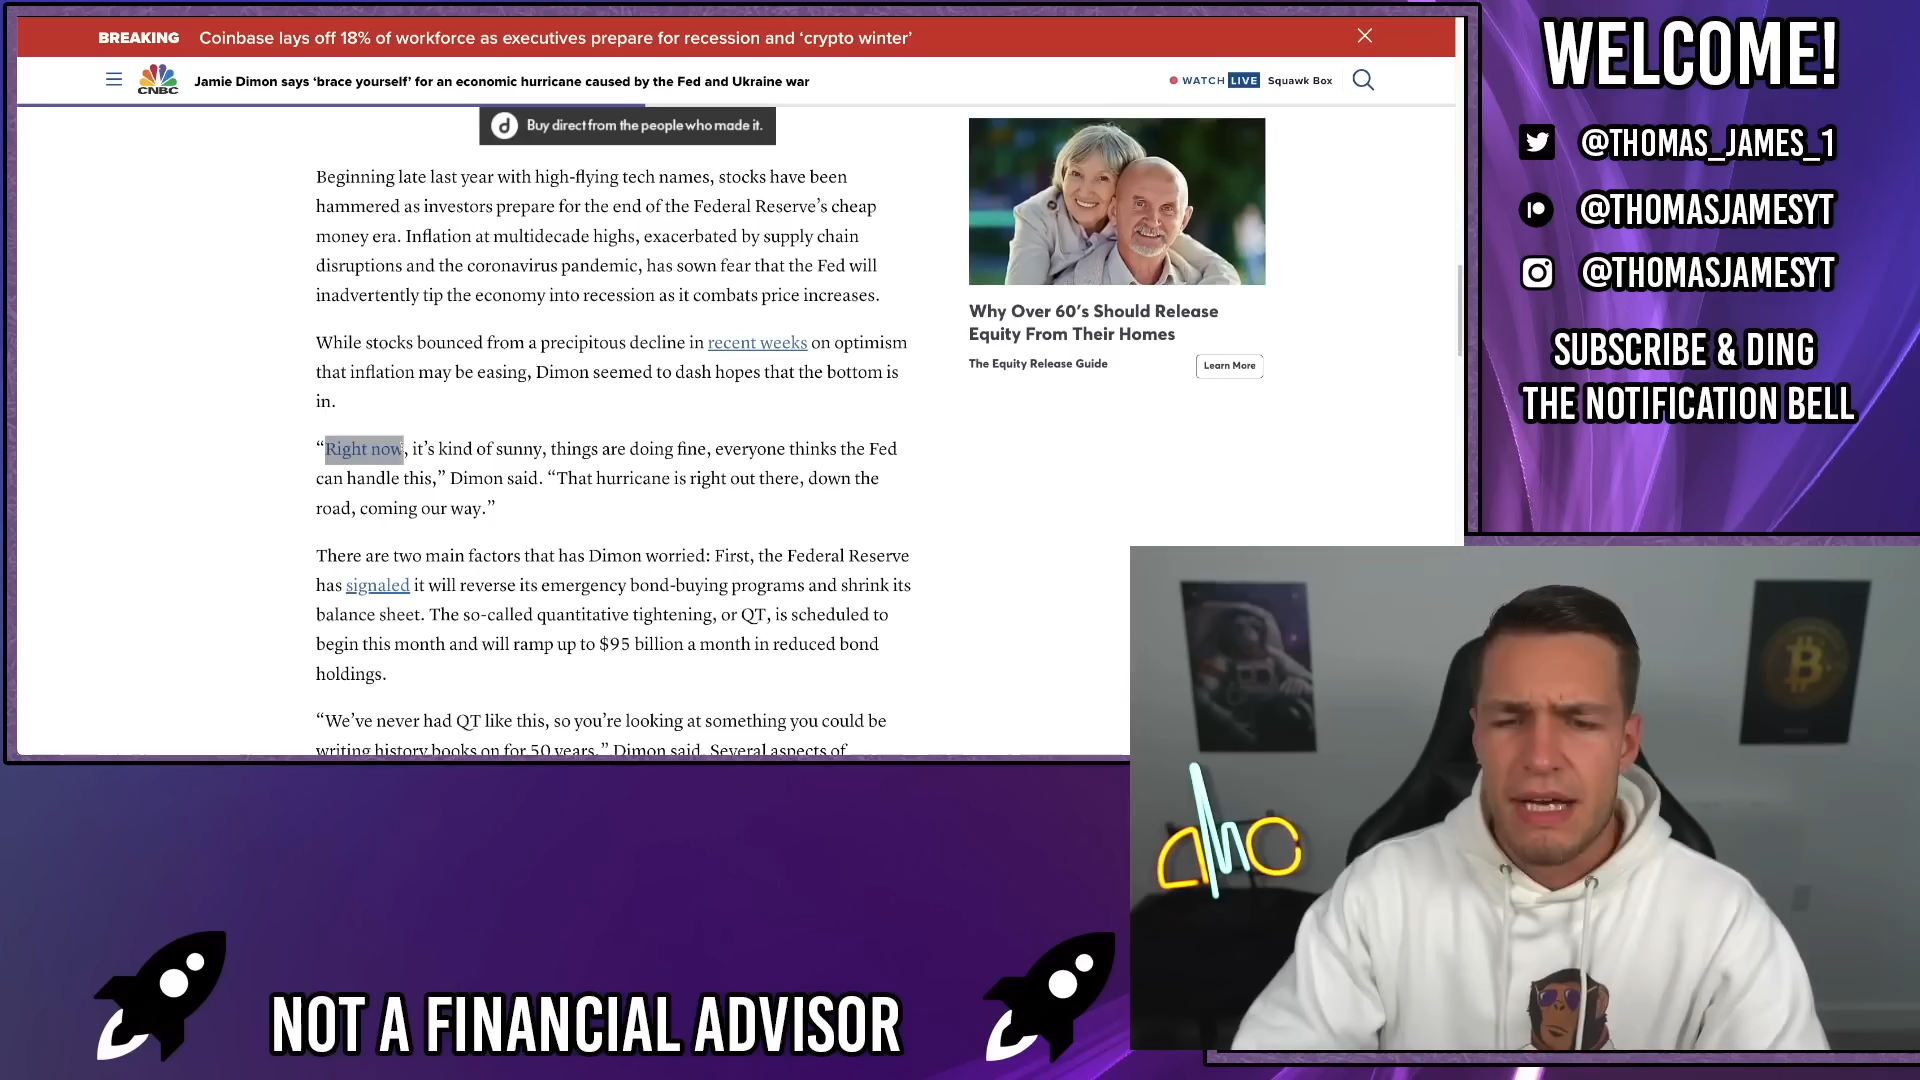 BREAKING Coinbase lays off 18% of workforce as executives prepare for recession and ‘crypto winter’
CNBC
Jamie Dimon says ‘brace yourself’ for an economic hurricane caused by the Fed and Ukraine war
WATCH LIVE Squawk Box
Buy direct from the people who made it.
Beginning late last year with high-flying tech names, stocks have been
hammered as investors prepare for the end of the Federal Reserve’s cheap
money era. Inflation at multidecade highs, exacerbated by supply chain
disruptions and the coronavirus pandemic, has sown fear that the Fed will
inadvertently tip the economy into recession as it combats price increases.
While stocks bounced from a precipitous decline in recent weeks on optimism
that inflation may be easing, Dimon seemed to dash hopes that the bottom is
in.
“Right now, it’s kind of sunny, things are doing fine, everyone thinks the Fed
can handle this,” Dimon said. “That hurricane is right out there, down the
road, coming our way.”
There are two main factors that has Dimon worried: First, the Federal Reserve
has signaled it will reverse its emergency bond-buying programs and shrink its
balance sheet. The so-called quantitative tightening, or QT, is scheduled to
begin this month and will ramp up to $95 billion a month in reduced bond
holdings.
“We’ve never had QT like this, so you’re looking at something you could be
writing history books on for 50 years,” Dimon said. Several aspects of
Why Over 60’s Should Release
Equity From Their Homes
The Equity Release Guide
Learn More
WELCOME!
@THOMAS_JAMES_1
@THOMASJAMESYT
@THOMASJAMESYT
SUBSCRIBE & DING
THE NOTIFICATION BELL
NOT A FINANCIAL ADVISOR